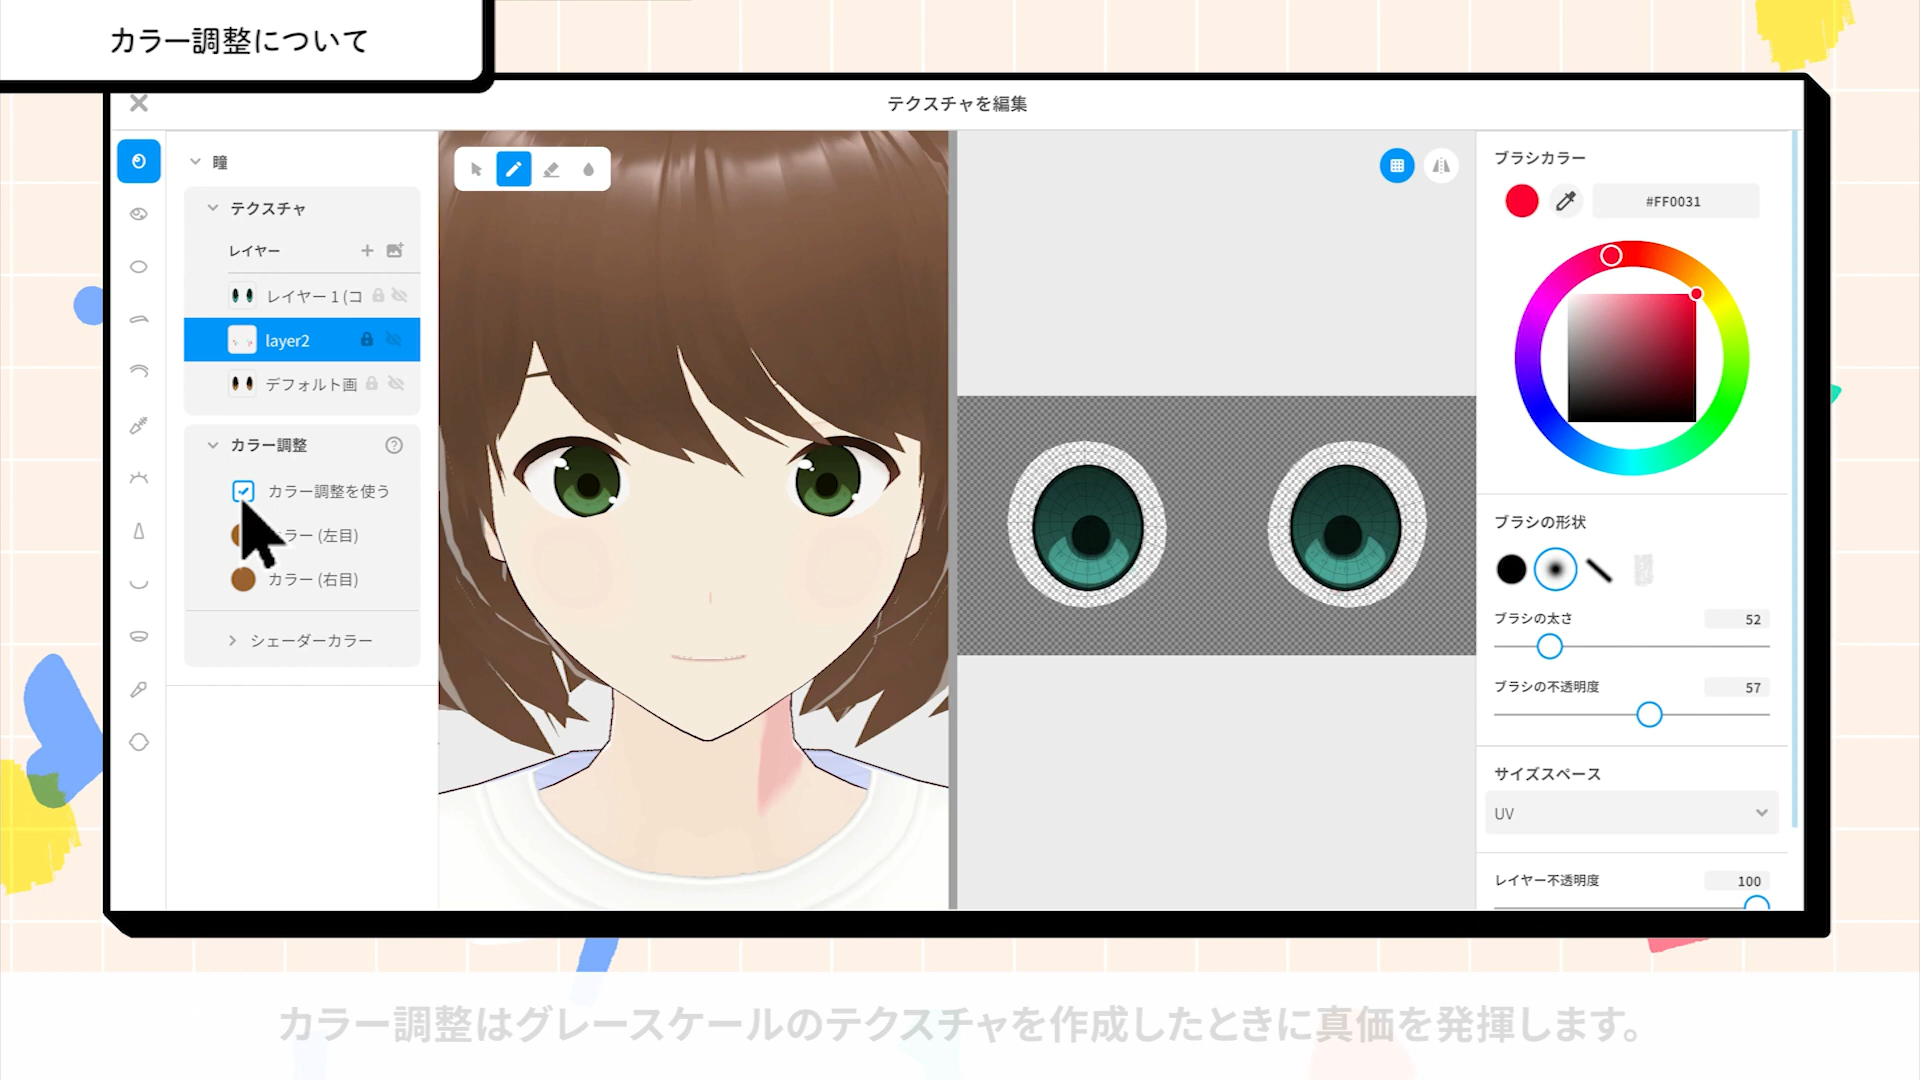 カラー調整について
テクスチャを編集
瞳
テクスチャ
レイヤー
レイヤー 1 (コ
layer2
デフォルト画
カラー調整
カラー調整を使う
ラー (左目)
カラー (右目)
シェーダーカラー
ブラシカラー
#FF0031
ブラシの形状
ブラシの太さ
52
ブラシの不透明度
57
サイズスペース
UV
レイヤー不透明度
100
カラー調整はグレースケールのテクスチャを作成したときに真価を発揮します。